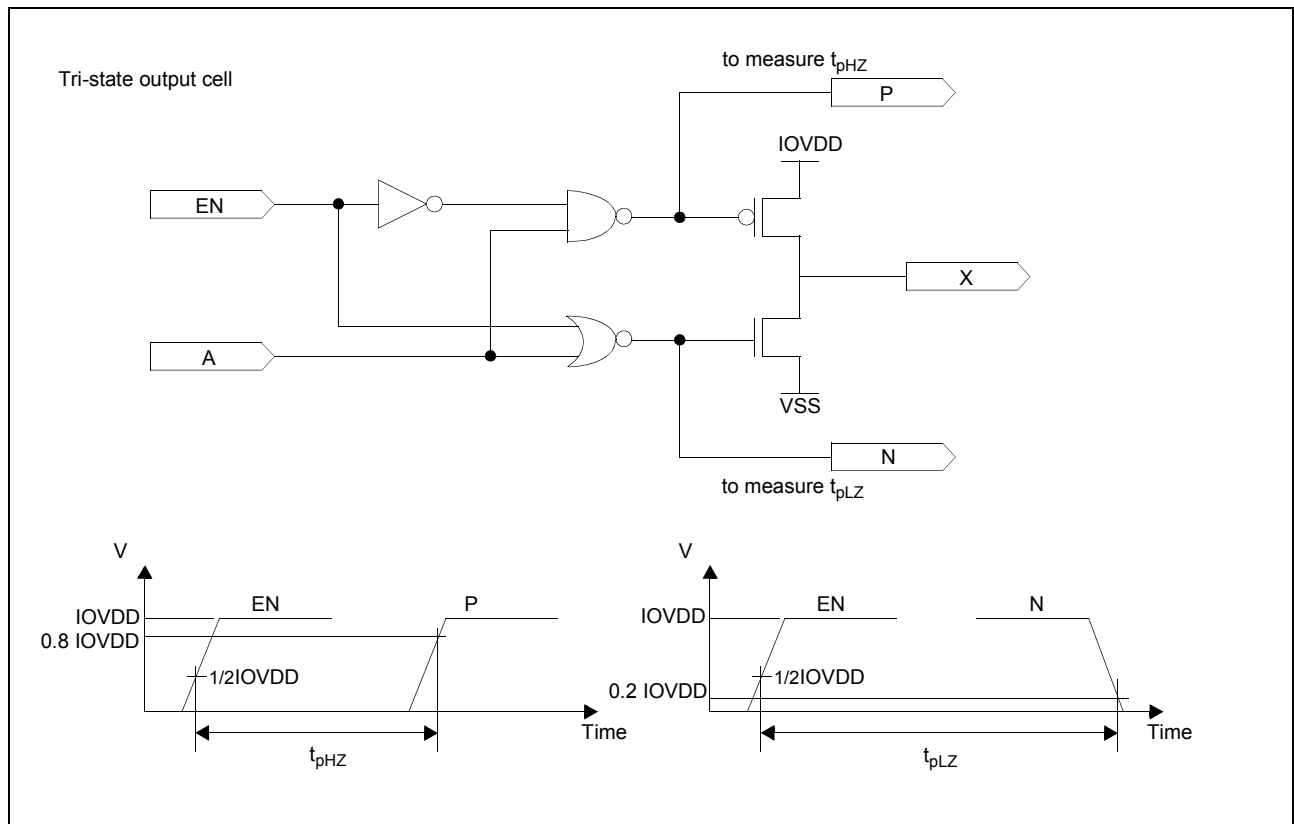 to measure tpHZ
Tri-state output cell
P
IOVDD
EN
X
A
VSS
N
to measure tpLZ
V
IOVDD
0.8 IOVDD
EN
P
1/2IOVDD
Time
tpHZ
V
IOVDD
0.2 IOVDD
EN
N
1/2IOVDD
Time
tpLZ